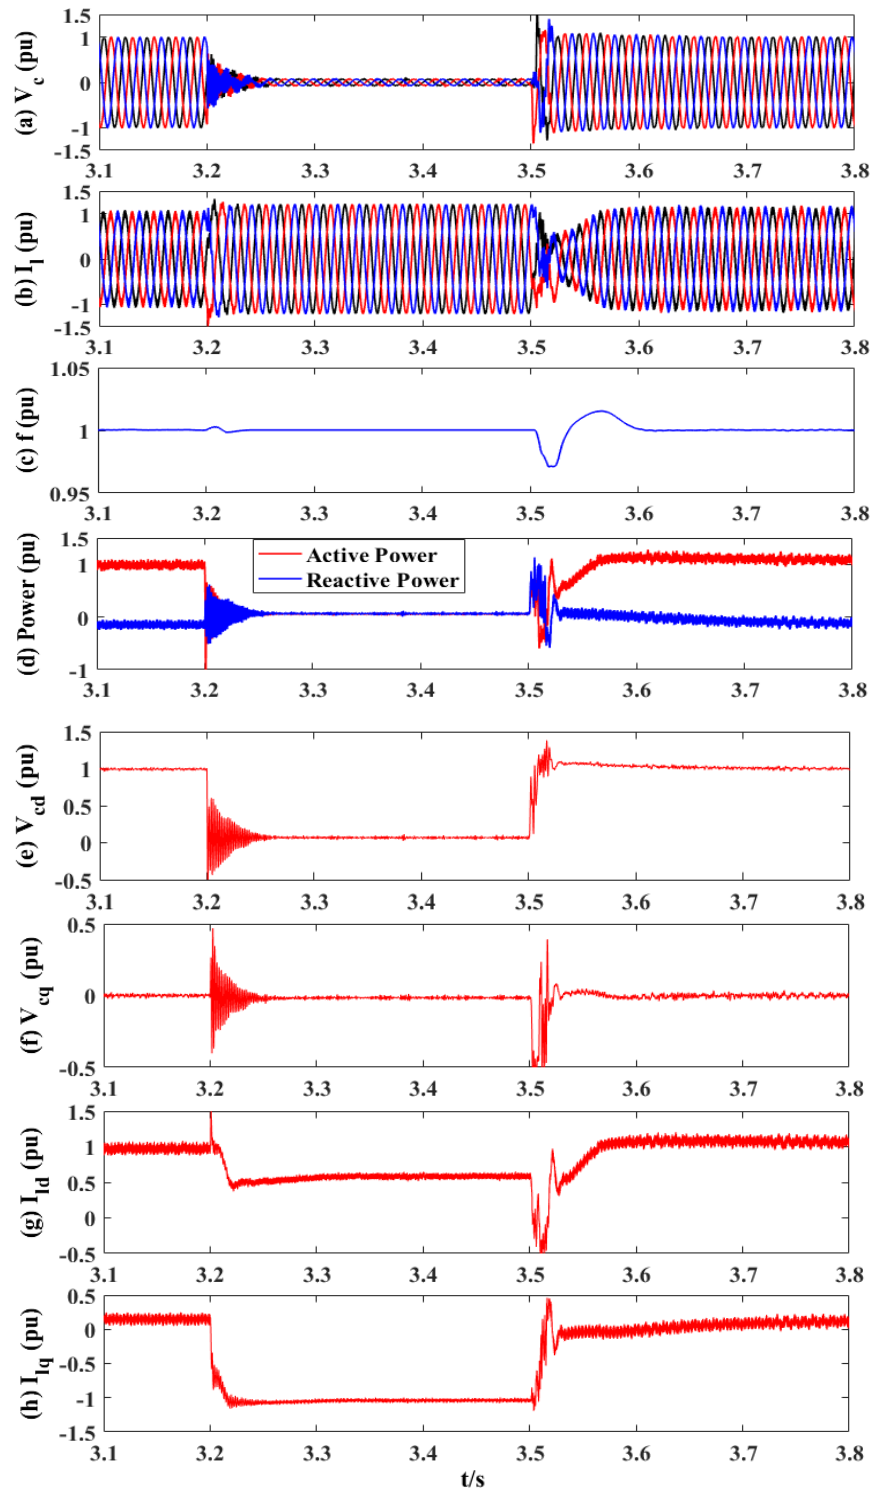 1.5
1
0
-1
-1.5
(a) V_c (pu)
3.1 3.2 3.3 3.4 3.5 3.6 3.7 3.8
1.5
1
0
-1
-1.5
(b) I_l (pu)
3.1 3.2 3.3 3.4 3.5 3.6 3.7 3.8
1.05
1
0.95
(c) f (pu)
3.1 3.2 3.3 3.4 3.5 3.6 3.7 3.8
1.5
1
0
-1
(d) Power (pu)
Active Power
Reactive Power
3.1 3.2 3.3 3.4 3.5 3.6 3.7 3.8
1.5
1
0.5
0
-0.5
(e) V_cd (pu)
3.1 3.2 3.3 3.4 3.5 3.6 3.7 3.8
0.5
0
-0.5
(f) V_cq (pu)
3.1 3.2 3.3 3.4 3.5 3.6 3.7 3.8
1.5
1
0
-0.5
(g) I_ld (pu)
3.1 3.2 3.3 3.4 3.5 3.6 3.7 3.8
0.5
0
-0.5
-1
-1.5
(h) I_lq (pu)
3.1 3.2 3.3 3.4 3.5 3.6 3.7 3.8
t/s